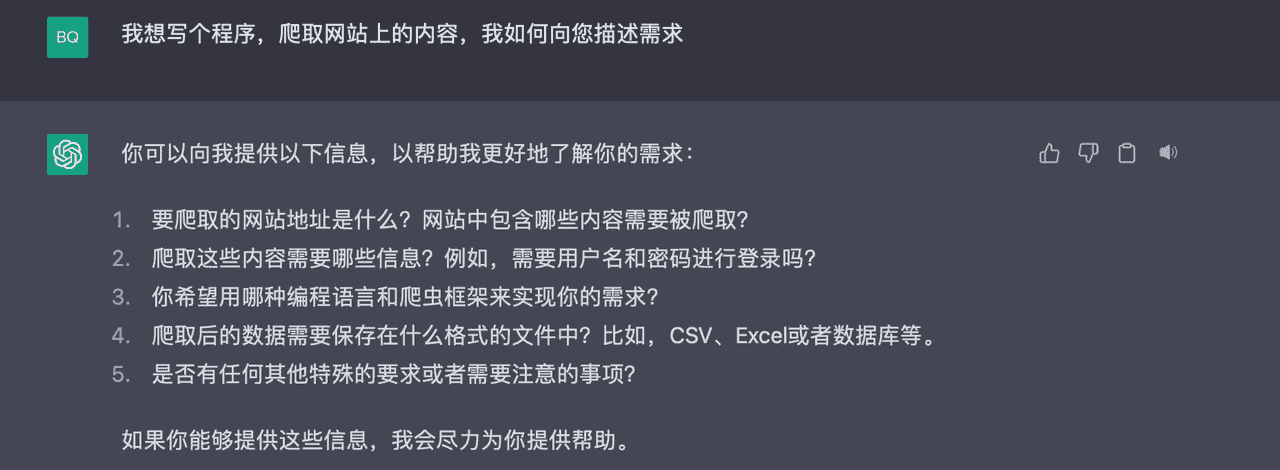 BQ
我想写个程序，爬取网站上的内容，我如何向您描述需求
你可以向我提供以下信息，以帮助我更好地了解你的需求：
1. 要爬取的网站地址是什么？网站中包含哪些内容需要被爬取？
2. 爬取这些内容需要哪些信息？例如，需要用户名和密码进行登录吗？
3. 你希望用哪种编程语言和爬虫框架来实现你的需求？
4. 爬取后的数据需要保存在什么格式的文件中？比如，CSV、Excel或者数据库等。
5. 是否有任何其他特殊的要求或者需要注意的事项？
如果你能够提供这些信息，我会尽力为你提供帮助。